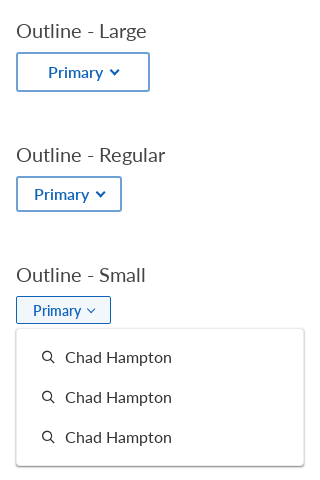 Outline - Large
Primary
Outline - Regular
Primary
Outline - Small
Primary
Chad Hampton
Chad Hampton
Chad Hampton